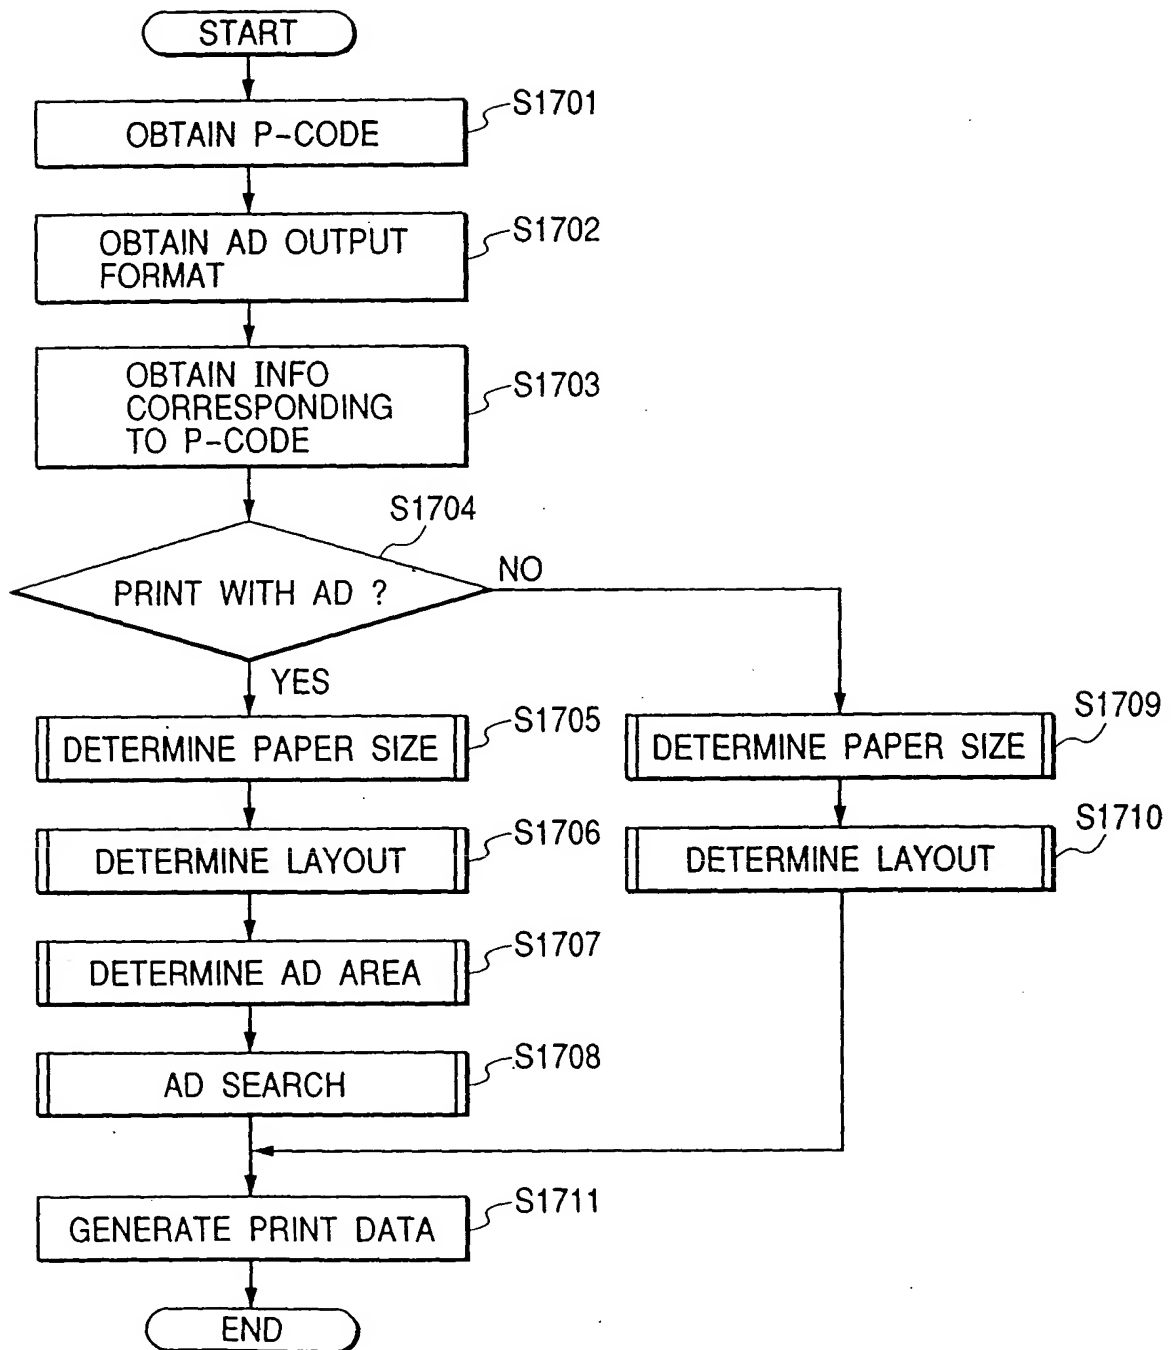 START
OBTAIN P-CODE
S1701
OBTAIN AD OUTPUT
FORMAT
S1702
OBTAIN INFO
CORRESPONDING
TO P-CODE
S1703
S1704
PRINT WITH AD ?
NO
YES
DETERMINE PAPER SIZE
S1705
DETERMINE PAPER SIZE
S1709
DETERMINE LAYOUT
S1706
DETERMINE LAYOUT
S1710
DETERMINE AD AREA
S1707
AD SEARCH
S1708
GENERATE PRINT DATA
S1711
END